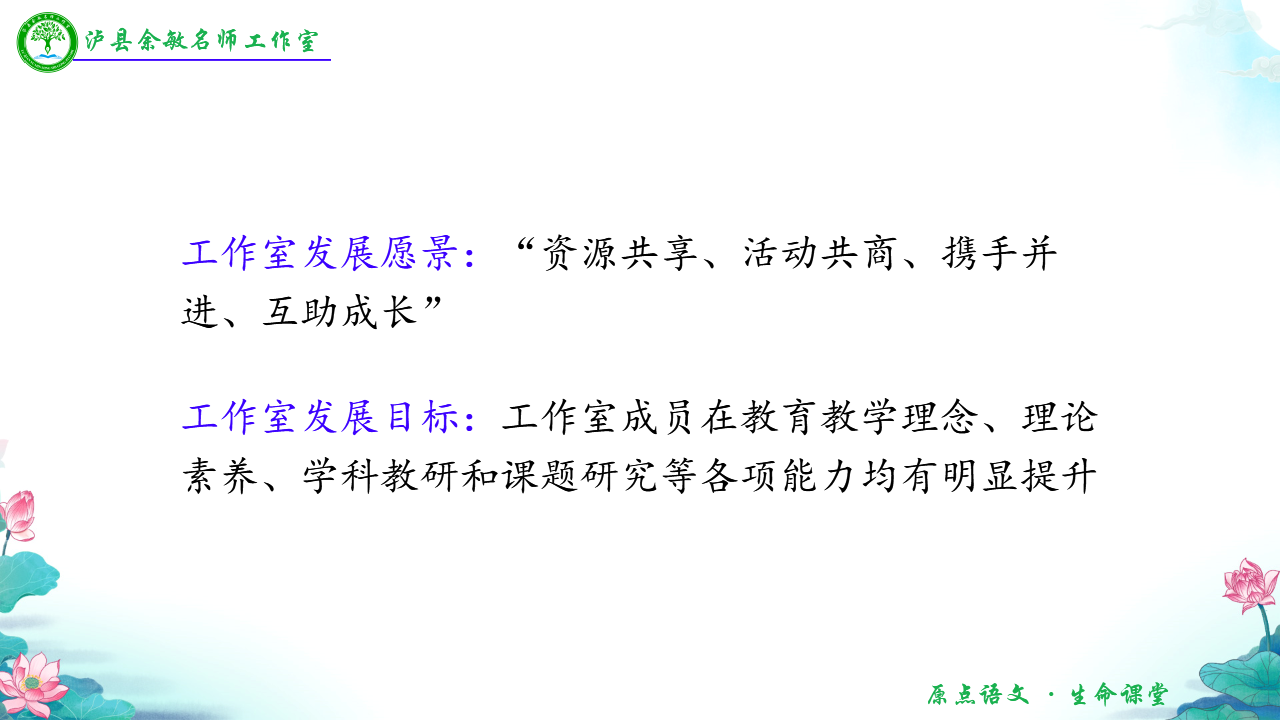 泸县余敏名师工作室
工作室发展愿景：“资源共享、活动共商、携手并
进、互助成长”
工作室发展目标：工作室成员在教育教学理念、理论
素养、学科教研和课题研究等各项能力均有明显提升
原点语文 · 生命课堂